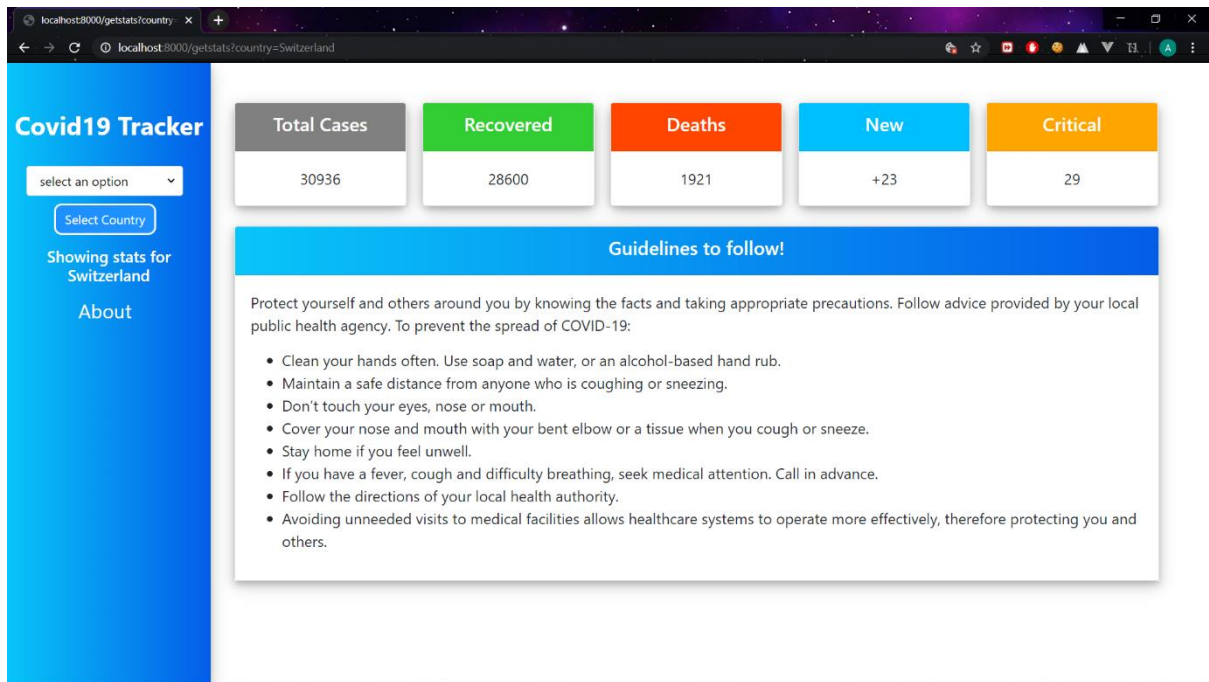 localhost:8000/getstats?country=
localhost:8000/getstats?country=Switzerland
Covid19 Tracker
select an option
Select Country
Showing stats for
Switzerland
About
Total Cases
30936
Recovered
28600
Deaths
1921
New
+23
Critical
29
Guidelines to follow!
Protect yourself and others around you by knowing the facts and taking appropriate precautions. Follow advice provided by your local
public health agency. To prevent the spread of COVID-19:
• Clean your hands often. Use soap and water, or an alcohol-based hand rub.
• Maintain a safe distance from anyone who is coughing or sneezing.
• Don't touch your eyes, nose or mouth.
• Cover your nose and mouth with your bent elbow or a tissue when you cough or sneeze.
• Stay home if you feel unwell.
• If you have a fever, cough and difficulty breathing, seek medical attention. Call in advance.
• Follow the directions of your local health authority.
• Avoiding unneeded visits to medical facilities allows healthcare systems to operate more effectively, therefore protecting you and
others.